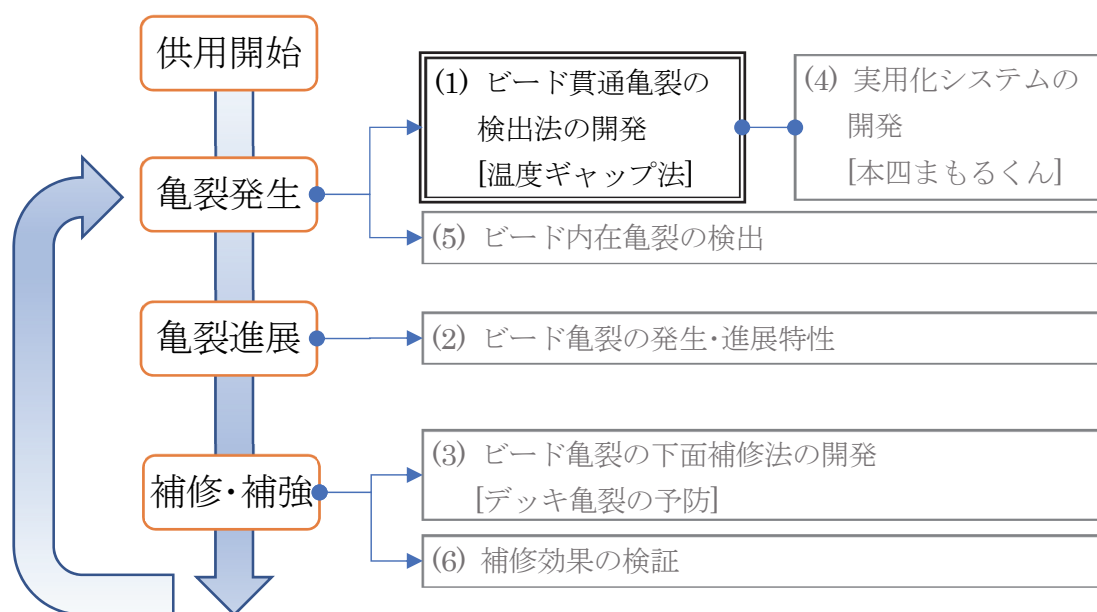 供用開始
亀裂発生
亀裂進展
補修・補強
(1) ビード貫通亀裂の
検出法の開発
[温度ギャップ法]
(4) 実用化システムの
開発
[本四まもるくん]
(5) ビード内在亀裂の検出
(2) ビード亀裂の発生・進展特性
(3) ビード亀裂の下面補修法の開発
[デッキ亀裂の予防]
(6) 補修効果の検証